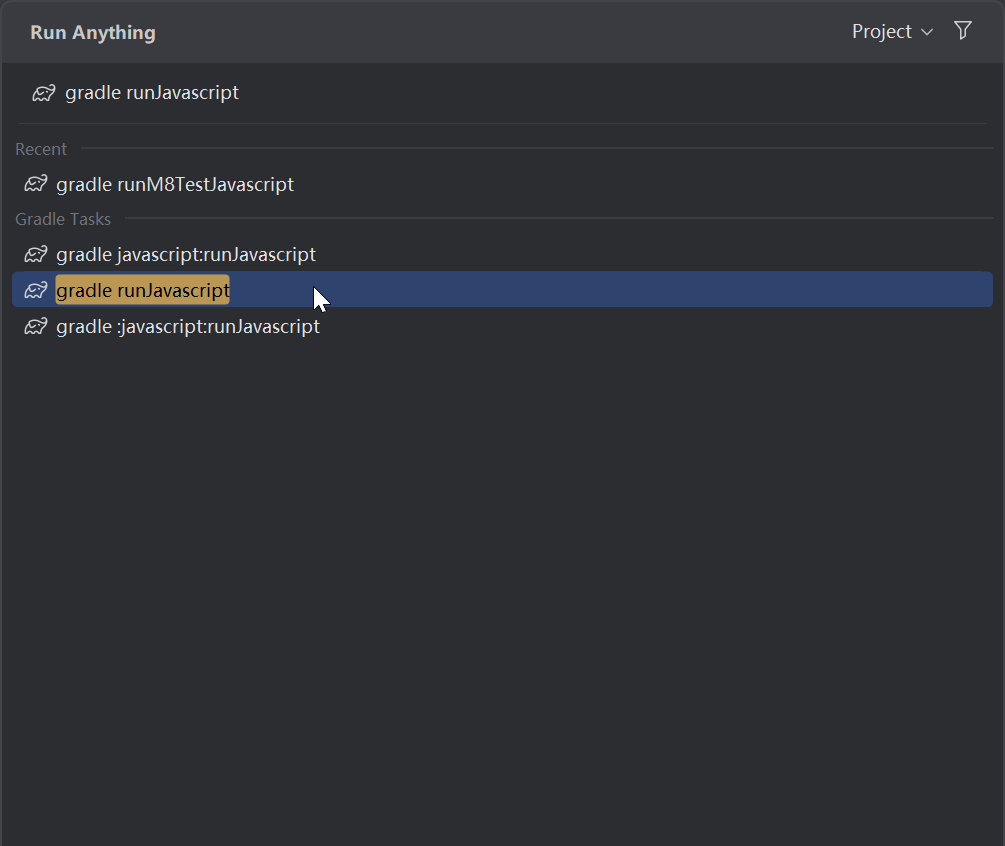 Run Anything
Project
gradle runJavascript
Recent
gradle runM8TestJavascript
Gradle Tasks
gradle javascript:runJavascript
gradle runJavascript
gradle :javascript:runJavascript